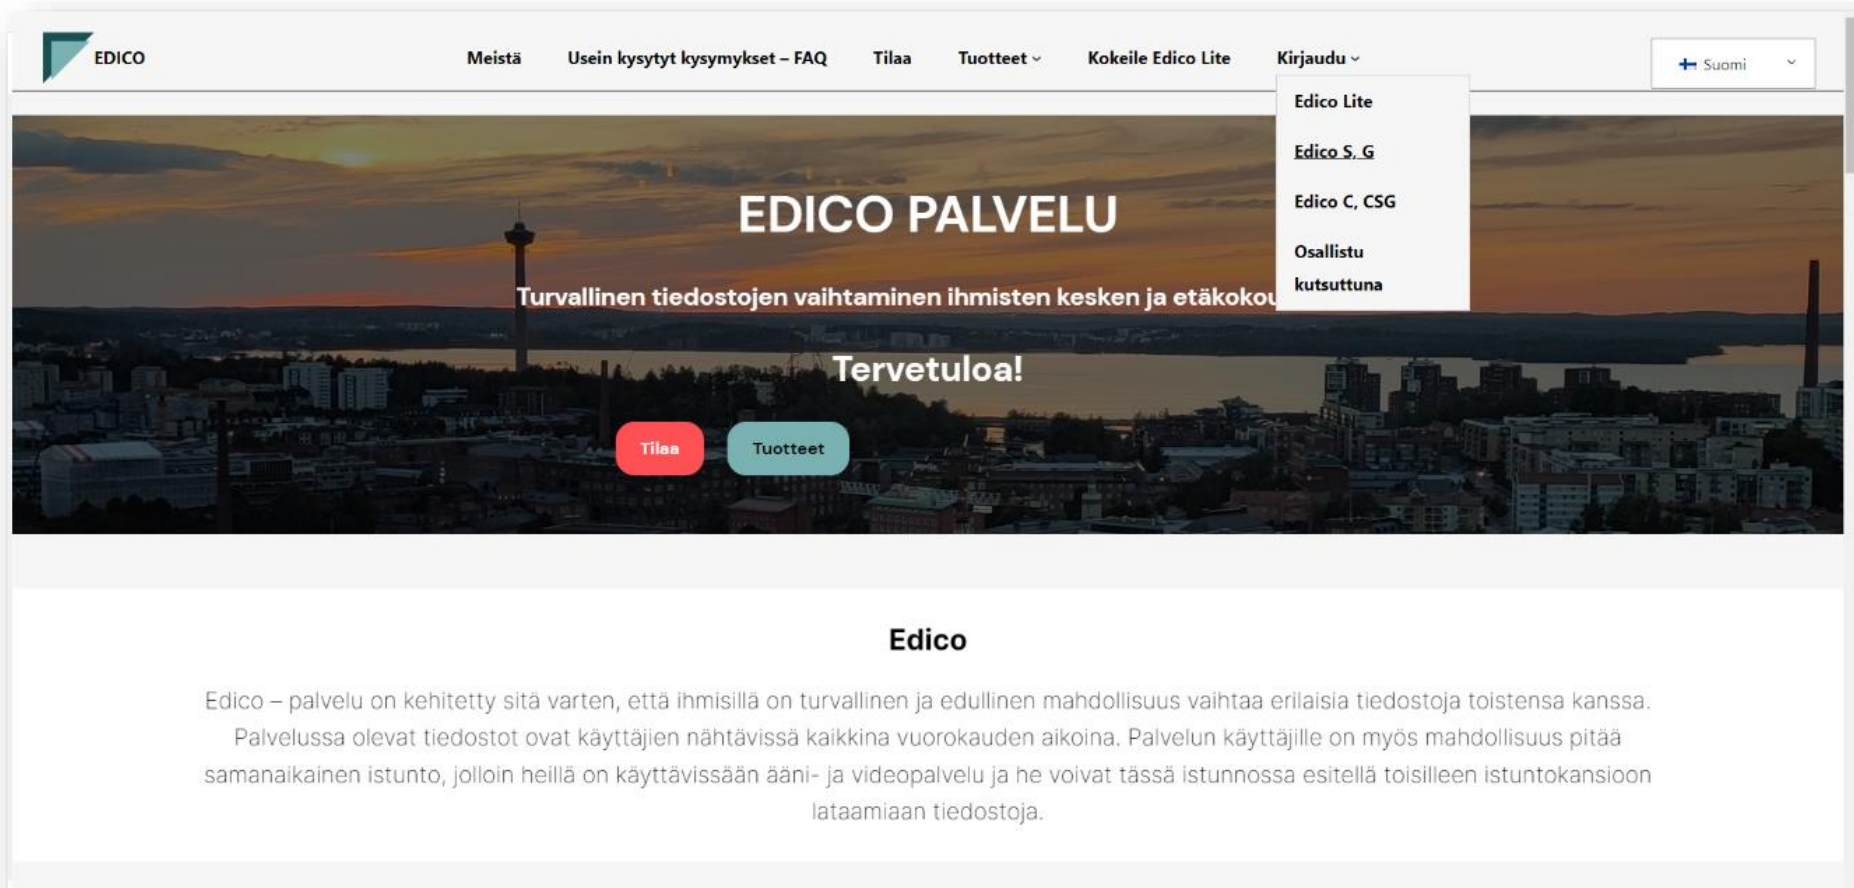 EDICO
Meistä
Usein kysytyt kysymykset – FAQ
Tilaa
Tuotteet
Kokeile Edico Lite
Kirjaudu
Suomi
Edico Lite
Edico S, G
Edico C, CSG
Osallistu
kutsuttuna
EDICO PALVELU
Turvallinen tiedostojen vaihtaminen ihmisten kesken ja
Tervetuloa!
Tilaa
Tuotteet
Edico
Edico – palvelu on kehitetty sitä varten, että ihmisillä on turvallinen ja edullinen mahdollisuus vaihtaa erilaisia tiedostoja toistensa kanssa.
Palvelussa olevat tiedostot ovat käyttäjien nähtävissä kaikkina vuorokauden aikoina. Palvelun käyttäjille on myös mahdollisuus pitää
samanaikainen istunto, jolloin heillä on käyttävissään ääni- ja videopalvelu ja he voivat tässä istunnossa esitellä toisilleen istuntokansioon
lataamiaan tiedostoja.